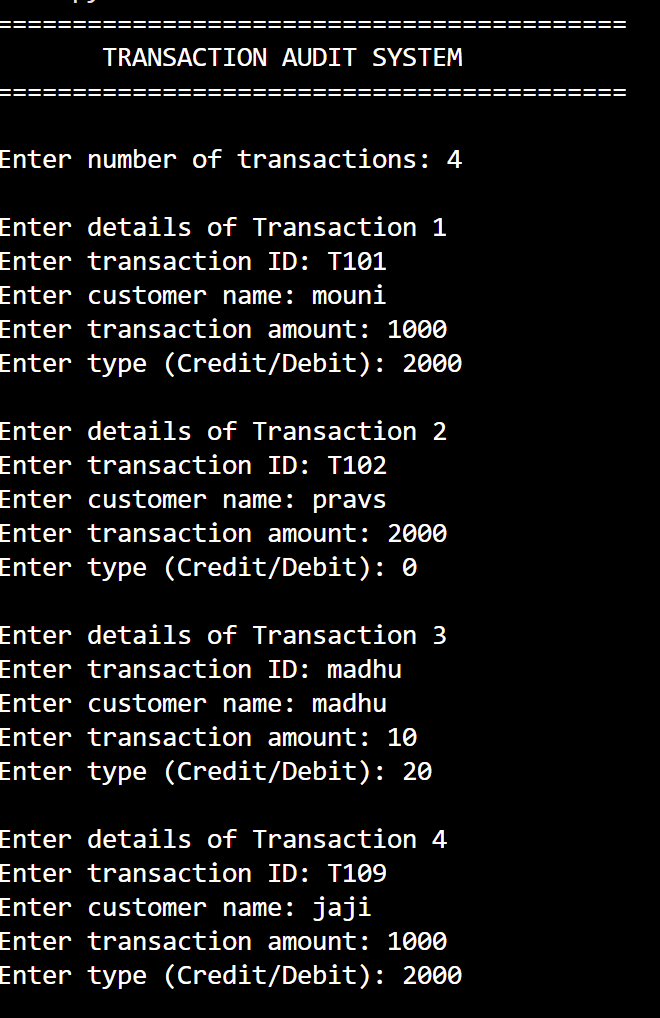 ==========================================
TRANSACTION AUDIT SYSTEM
==========================================
Enter number of transactions: 4
Enter details of Transaction 1
Enter transaction ID: T101
Enter customer name: mouni
Enter transaction amount: 1000
Enter type (Credit/Debit): 2000
Enter details of Transaction 2
Enter transaction ID: T102
Enter customer name: pravs
Enter transaction amount: 2000
Enter type (Credit/Debit): 0
Enter details of Transaction 3
Enter transaction ID: madhu
Enter customer name: madhu
Enter transaction amount: 10
Enter type (Credit/Debit): 20
Enter details of Transaction 4
Enter transaction ID: T109
Enter customer name: jaji
Enter transaction amount: 1000
Enter type (Credit/Debit): 2000